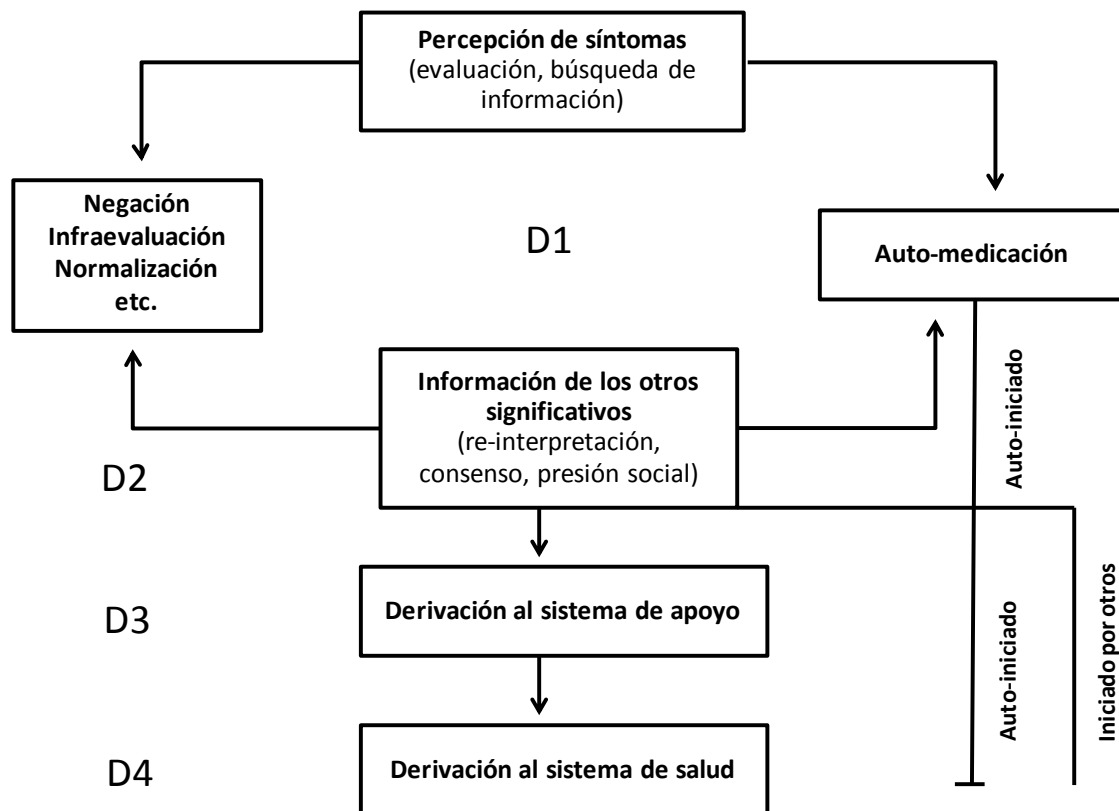 Percepción de síntomas
(evaluación, búsqueda de
información)
Negación
Infraevaluación
Normalización
etc.
D1
Auto-medicación
Información de los otros
significativos
(re-interpretación,
consenso, presión social)
Auto-iniciado
D2
D3
Derivación al sistema de apoyo
Auto-iniciado
Iniciado por otros
D4
Derivación al sistema de salud